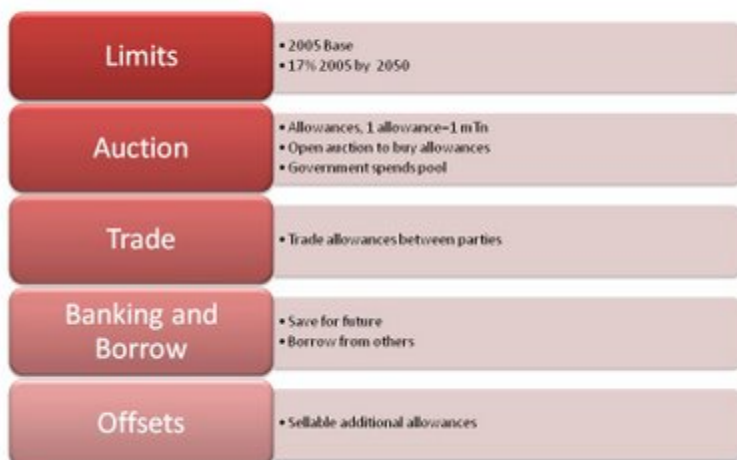 Limits
• 2005 Base
• 17% 2005 by 2050
Auction
• Allowances, 1 allowance=1 mTn
• Open auction to buy allowances
• Government spends pool
Trade
• Trade allowances between parties
Banking and
Borrow
• Save for future
• Borrow from others
Offsets
• Sellable additional allowances